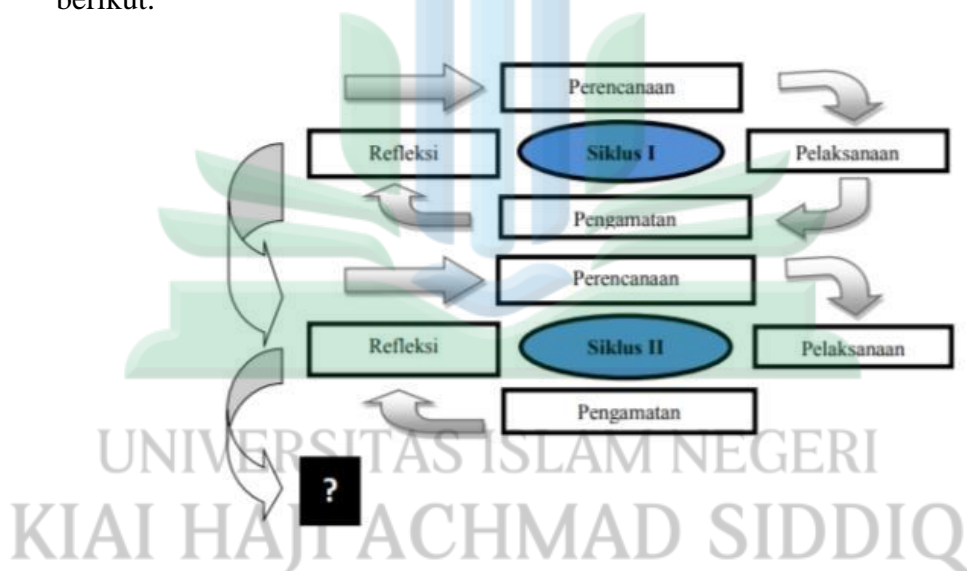 berikut:
Perencanaan
Refleksi
Siklus I
Pelaksanaan
Pengamatan
Perencanaan
Refleksi
Siklus II
Pelaksanaan
Pengamatan
?
UNIVERSITAS ISLAM NEGERI
KIAI HAJI ACHMAD SIDDIQ